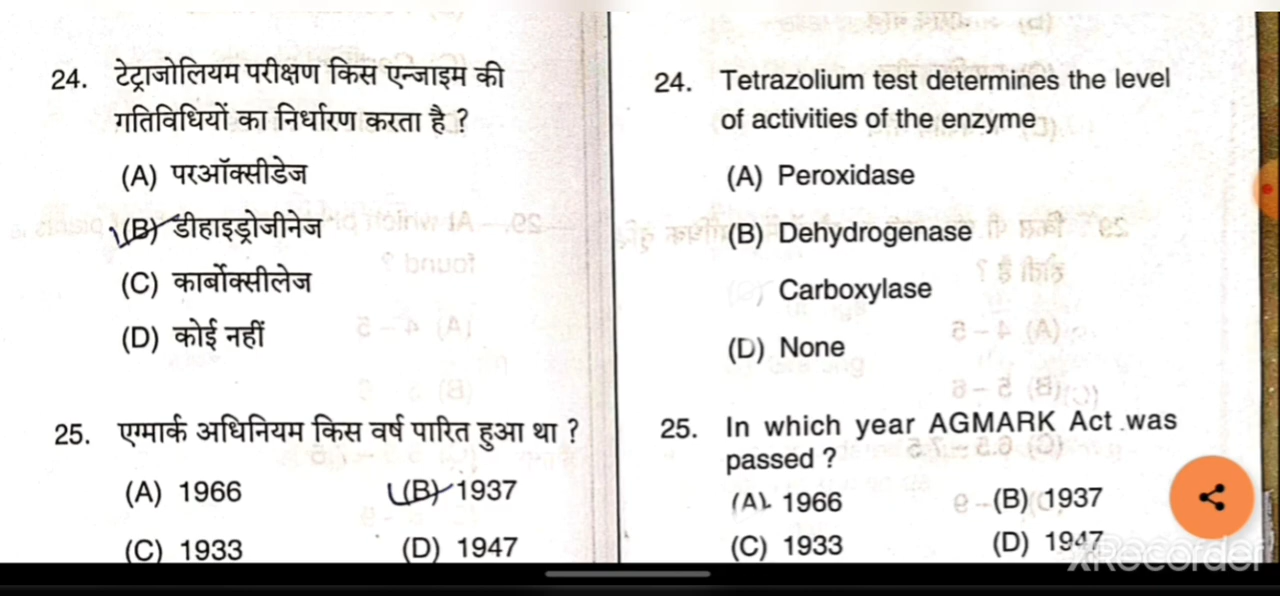 24. टेट्राजोलियम परीक्षण किस एन्जाइम की
गतिविधियों का निर्धारण करता है ?
(A) परऑक्सीडेज
(B) डीहाइड्रोजीनेज
(C) कार्बोक्सीलेज
(D) कोई नहीं
25. एग्मार्क अधिनियम किस वर्ष पारित हुआ था ?
(A) 1966 (B) 1937
(C) 1933 (D) 1947
24. Tetrazolium test determines the level
of activities of the enzyme
(A) Peroxidase
(B) Dehydrogenase
Carboxylase
(D) None
25. In which year AGMARK Act was
passed ?
(A) 1966 (B) 1937
(C) 1933 (D) 1947
XRecorder